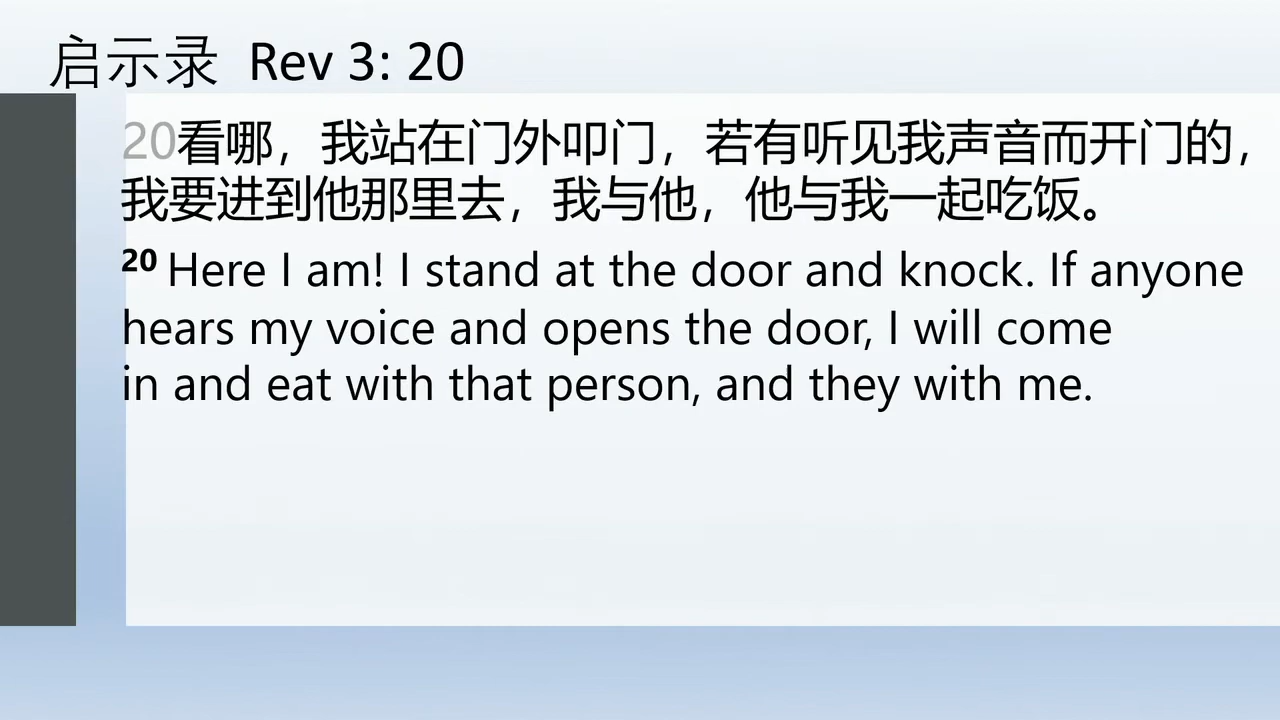 启示录 Rev 3: 20
20看哪，我站在门外叩门，若有听见我声音而开门的，
我要进到他那里去，我与他，他与我一起吃饭。
20 Here I am! I stand at the door and knock. If anyone
hears my voice and opens the door, I will come
in and eat with that person, and they with me.